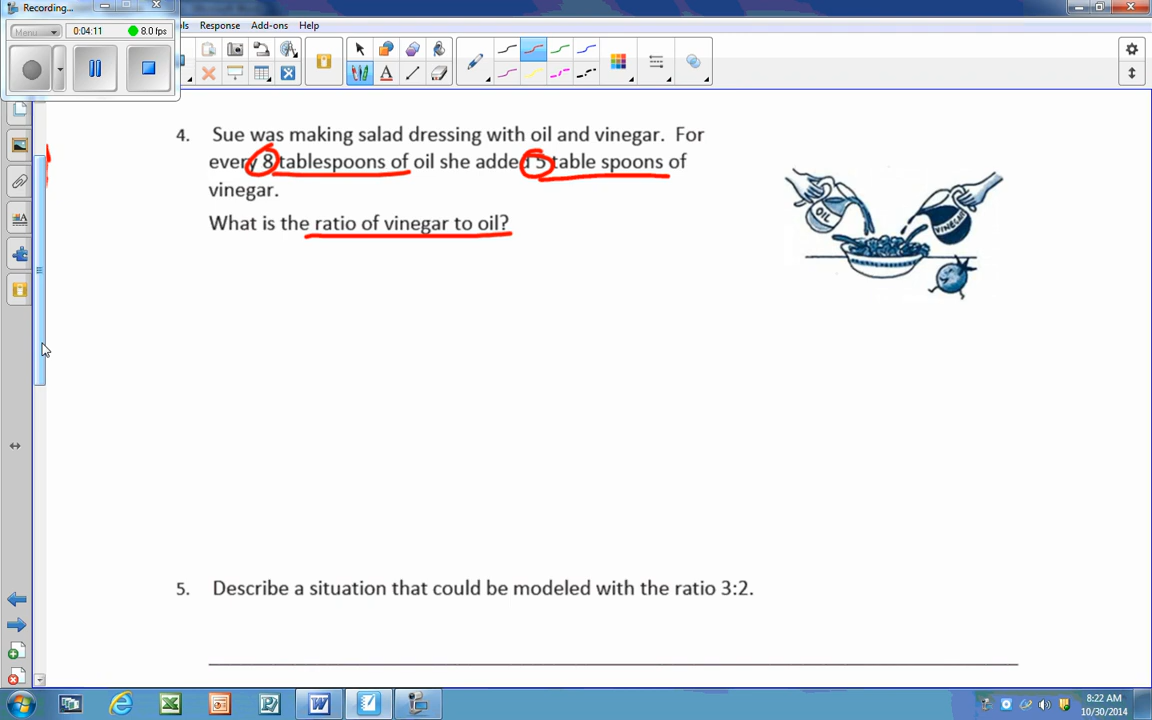 Recording...
Menu
0:04:11
8.0 fps
Response Add-ons Help
4. Sue was making salad dressing with oil and vinegar. For
every 8 tablespoons of oil she added 5 table spoons of
vinegar.
What is the ratio of vinegar to oil?
OIL
VINEGAR
5. Describe a situation that could be modeled with the ratio 3:2.
8:22 AM
10/30/2014